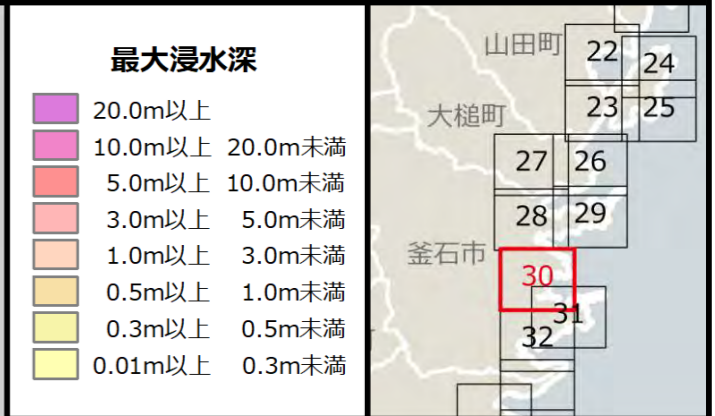 最大浸水深
20.0m以上
10.0m以上 20.0m未満
5.0m以上 10.0m未満
3.0m以上 5.0m未満
1.0m以上 3.0m未満
0.5m以上 1.0m未満
0.3m以上 0.5m未満
0.01m以上 0.3m未満
山田町
22
24
大槌町
23
25
27
26
28
29
釜石市
30
31
32